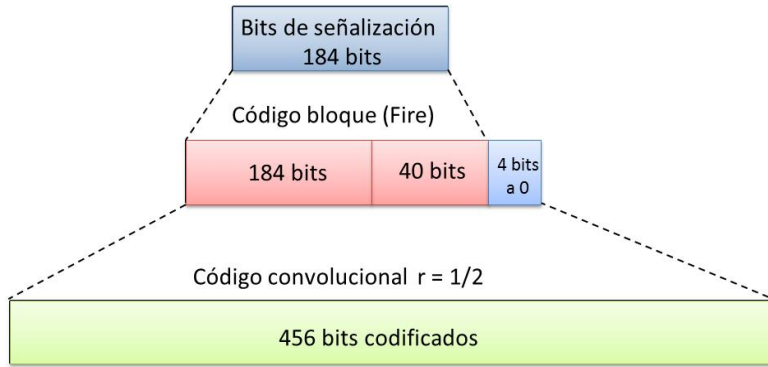 Bits de señalización
184 bits
Código bloque (Fire)
184 bits
40 bits
4 bits
a 0
Código convolucional r = 1/2
456 bits codificados